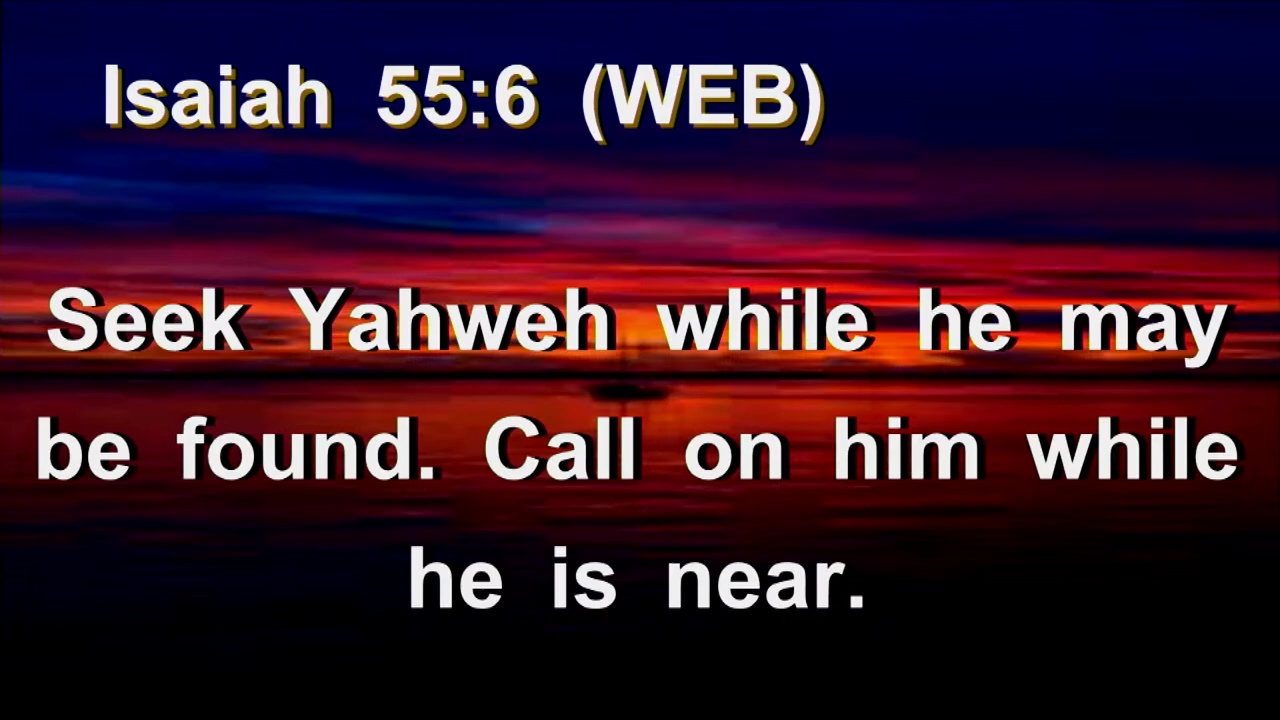 Isaiah 55:6 (WEB)
Seek Yahweh while he may
be found. Call on him while
he is near.